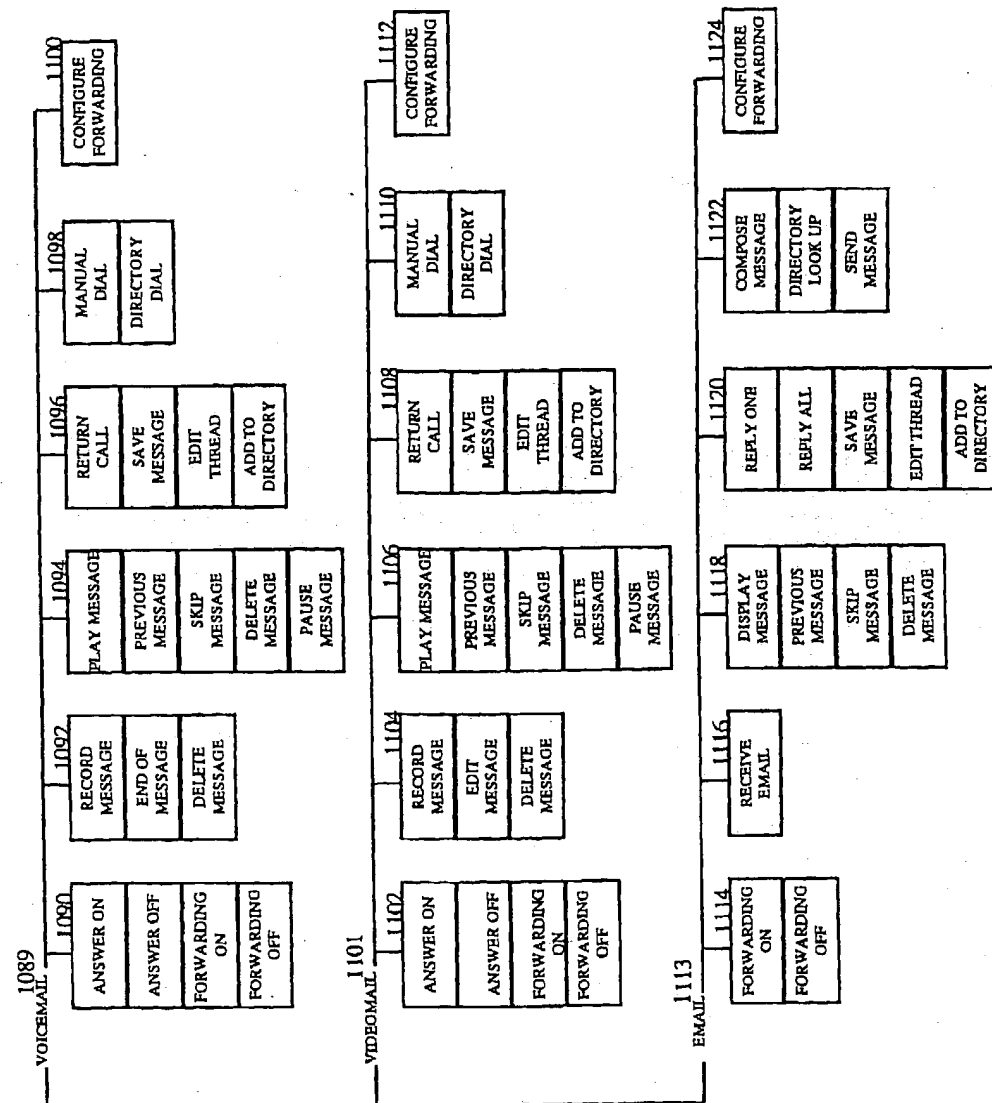 1089
VOICEMAIL
1090
ANSWER ON
ANSWER OFF
FORWARDING
ON
FORWARDING
OFF
1092
RECORD
MESSAGE
END OF
MESSAGE
DELETE
MESSAGE
1094
PLAY MESSAGE
PREVIOUS
MESSAGE
SKIP
MESSAGE
DELETE
MESSAGE
PAUSE
MESSAGE
1096
RETURN
CALL
SAVE
MESSAGE
EDIT
THREAD
ADD TO
DIRECTORY
1098
MANUAL
DIAL
DIRECTORY
DIAL
1100
CONFIGURE
FORWARDING
1101
VIDEOMAIL
1102
ANSWER ON
ANSWER OFF
FORWARDING
ON
FORWARDING
OFF
1104
RECORD
MESSAGE
EDIT
MESSAGE
DELETE
MESSAGE
1106
PLAY MESSAGE
PREVIOUS
MESSAGE
SKIP
MESSAGE
DELETE
MESSAGE
PAUSE
MESSAGE
1108
RETURN
CALL
SAVE
MESSAGE
EDIT
THREAD
ADD TO
DIRECTORY
1110
MANUAL
DIAL
DIRECTORY
DIAL
1112
CONFIGURE
FORWARDING
1113
EMAIL
1114
FORWARDING
ON
FORWARDING
OFF
1116
RECEIVE
EMAIL
1118
DISPLAY
MESSAGE
PREVIOUS
MESSAGE
SKIP
MESSAGE
DELETE
MESSAGE
1120
REPLY ONE
REPLY ALL
SAVE
MESSAGE
EDIT THREAD
ADD TO
DIRECTORY
1122
COMPOSE
MESSAGE
DIRECTORY
LOOK UP
SEND
MESSAGE
1124
CONFIGURE
FORWARDING